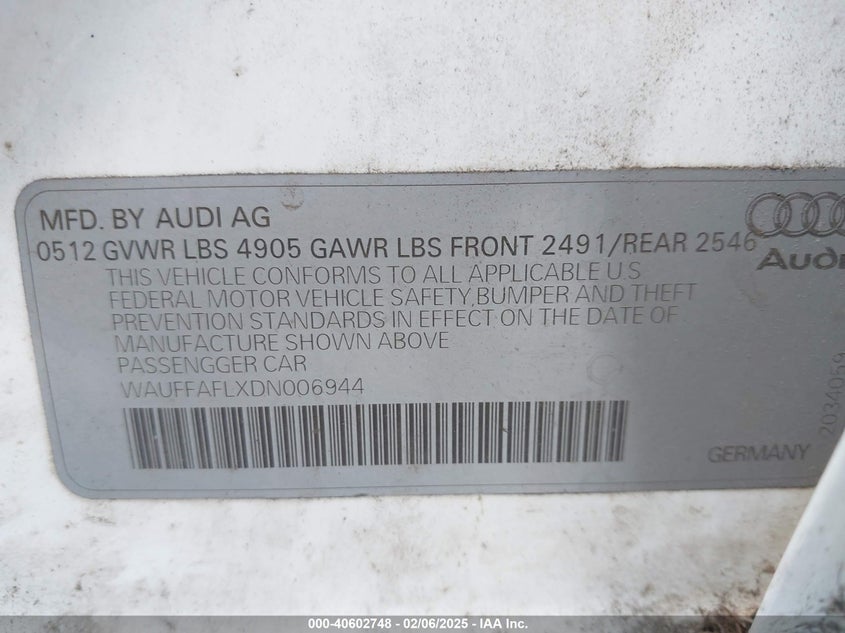 MFD. BY AUDI AG
0512 GVWR LBS 4905 GAWR LBS FRONT 2491/REAR 2546
Audi
THIS VEHICLE CONFORMS TO ALL APPLICABLE U.S
FEDERAL MOTOR VEHICLE SAFETY,BUMPER AND THEFT
PREVENTION STANDARDS IN EFFECT ON THE DATE OF
MANUFACTURE SHOWN ABOVE
PASSENGGER CAR
WAUFFAFLXDN006944
GERMANY
2034059
000-40602748 - 02/06/2025 - IAA Inc.